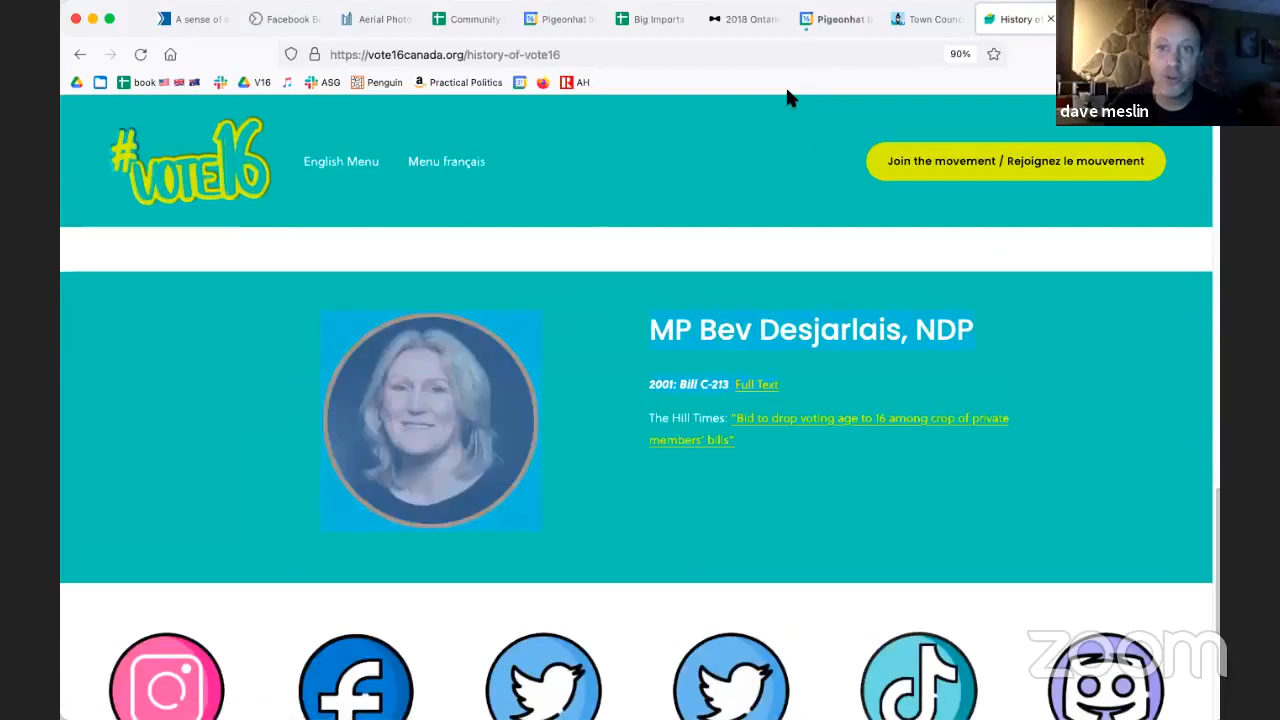 A sense of o
Facebook Bu
Aerial Photo
Community
Pigeonhat In
Big Importa
2018 Ontari
Pigeonhat I
Town Counc
History of
https://vote16canada.org/history-of-vote16
90%
book
V16
ASG
Penguin
Practical Politics
AH
dave meslin
#VOTE16
English Menu
Menu français
Join the movement / Rejoignez le mouvement
MP Bev Desjarlais, NDP
2001: Bill C-213 Full Text
The Hill Times: "Bid to drop voting age to 16 among crop of private
members' bills"
zoom